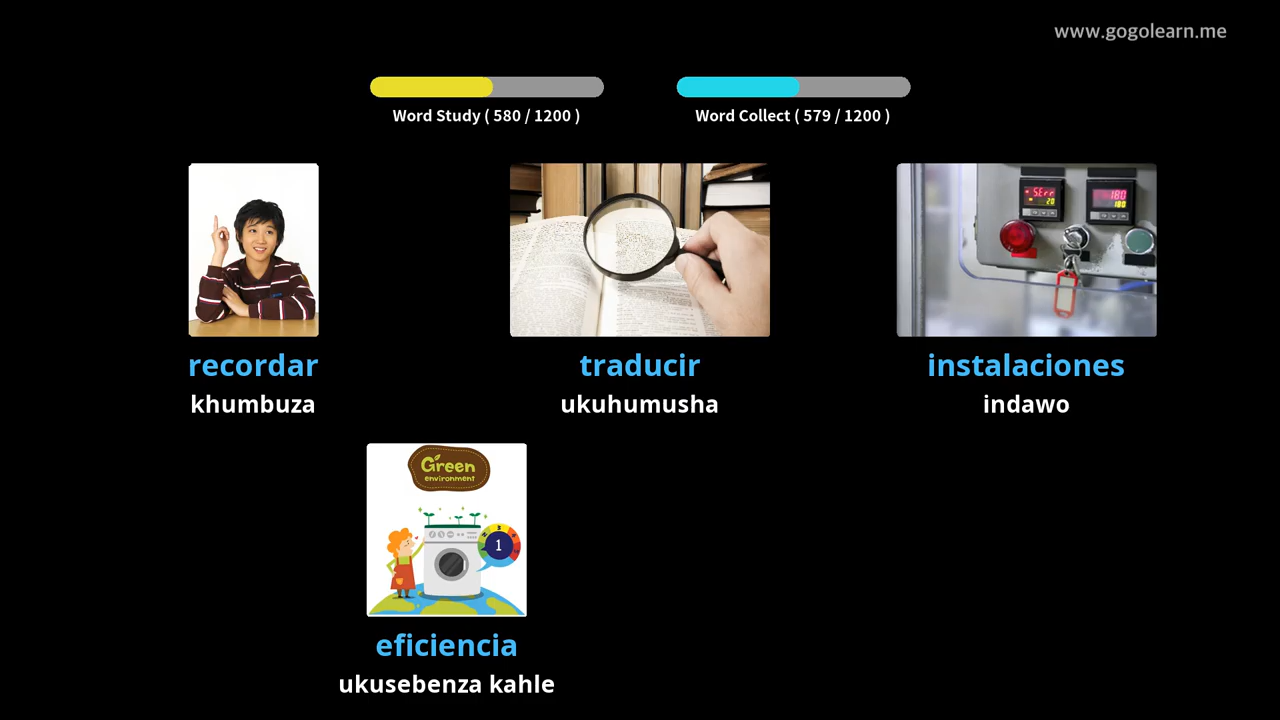 www.gogolearn.me
Word Study ( 580 / 1200 )
Word Collect ( 579 / 1200 )
recordar
khumbuza
traducir
ukuhumusha
instalaciones
indawo
Green
environment
1
eficiencia
ukusebenza kahle